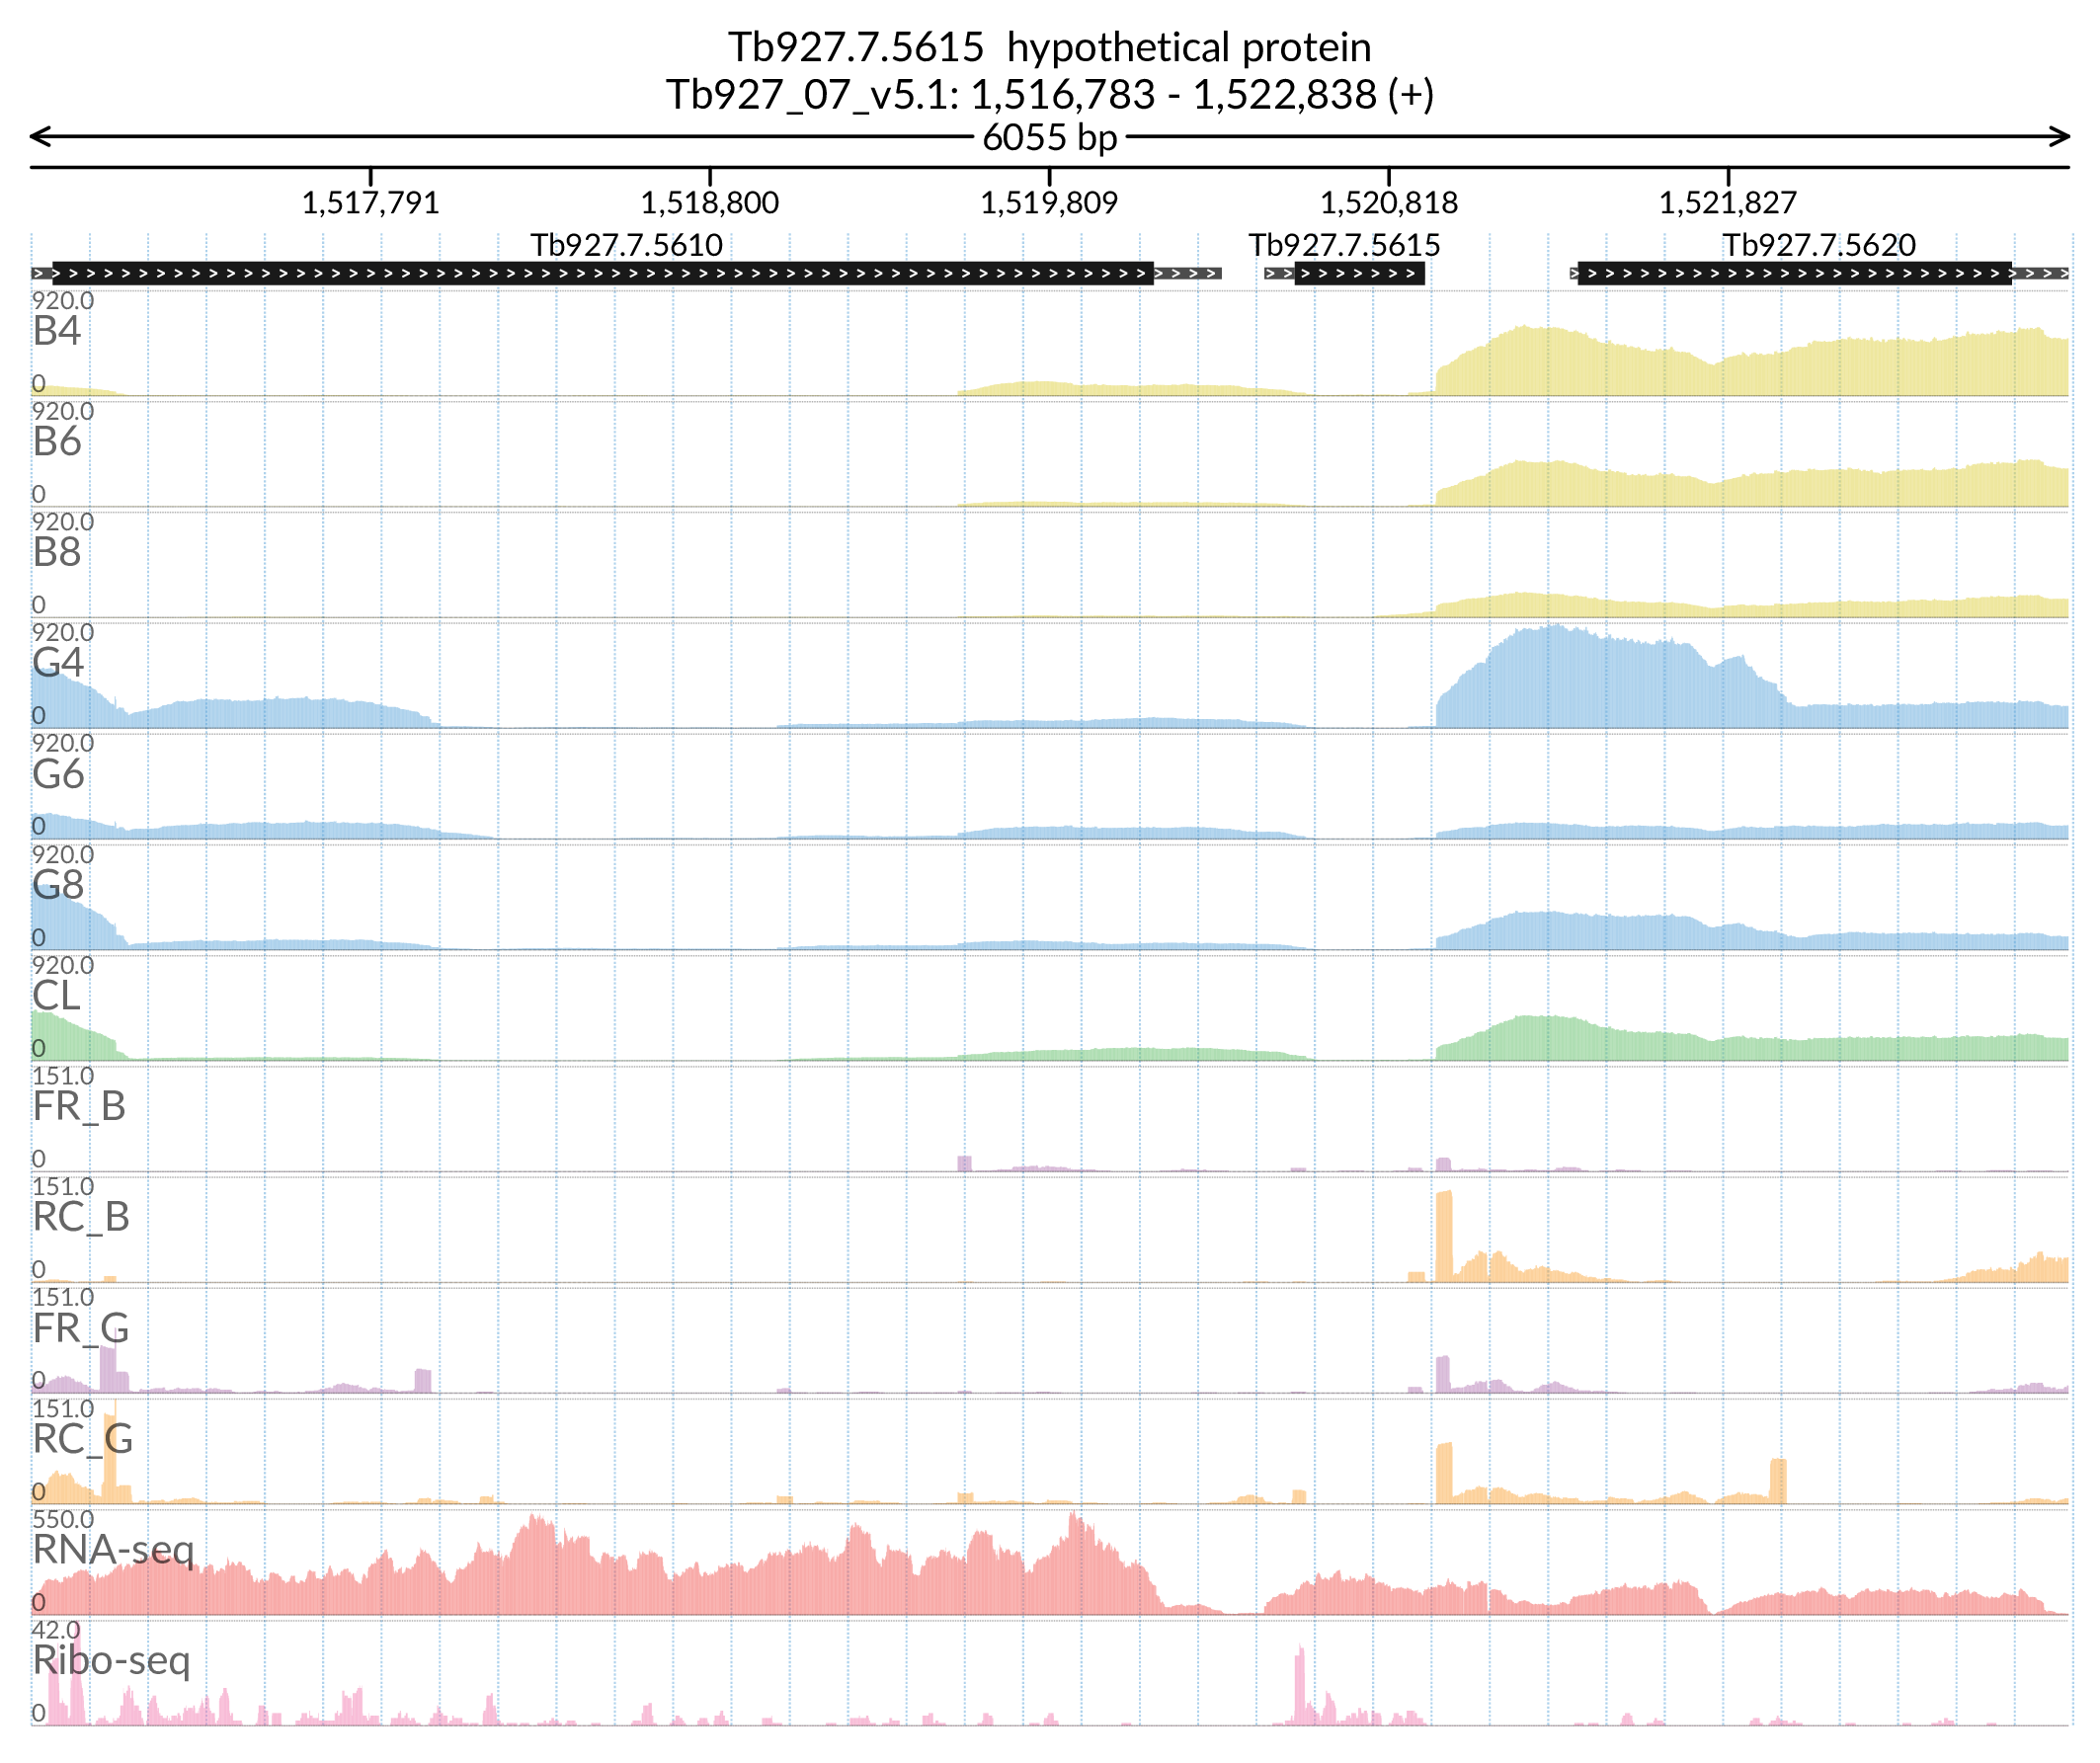 Tb927.7.5615 hypothetical protein
Tb927_07_v5.1: 1,516,783 - 1,522,838 (+)
6055 bp
1,517,791 1,518,800 1,519,809 1,520,818 1,521,827
Tb927.7.5610 Tb927.7.5615 Tb927.7.5620
920.0
B4
0
920.0
B6
0
920.0
B8
0
920.0
G4
0
920.0
G6
0
920.0
G8
0
920.0
CL
0
151.0
FR_B
0
151.0
RC_B
0
151.0
FR_G
0
151.0
RC_G
0
550.0
RNA-seq
0
42.0
Ribo-seq
0